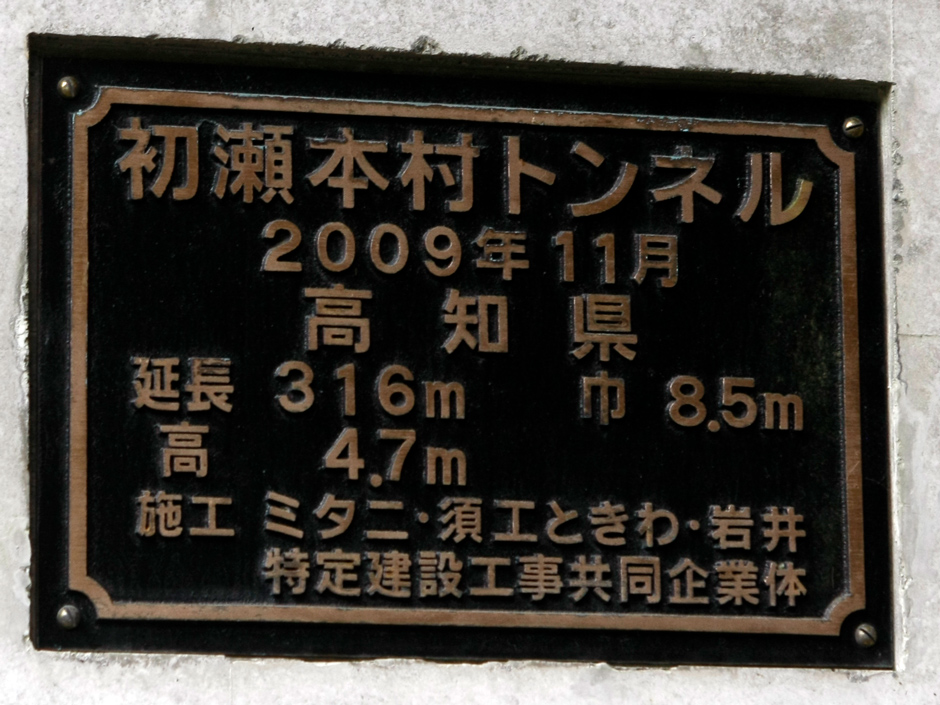 初瀬本村トンネル
2009年11月
高知県
延長 316m 巾 8.5m
高 4.7m
施工 ミタニ・須工ときわ・岩井
特定建設工事共同企業体